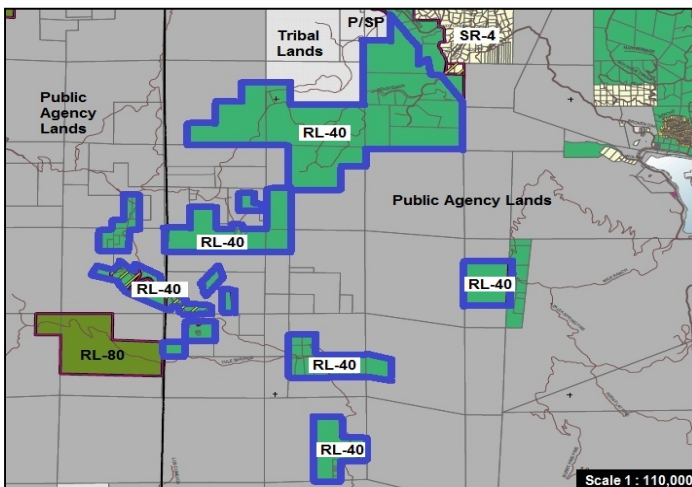 P/SP
Tribal
Lands
SR-4
Public
Agency
Lands
RL-40
Public Agency Lands
RL-40
RL-40
RL-40
RL-80
RL-40
RL-40
Scale 1 : 110,000